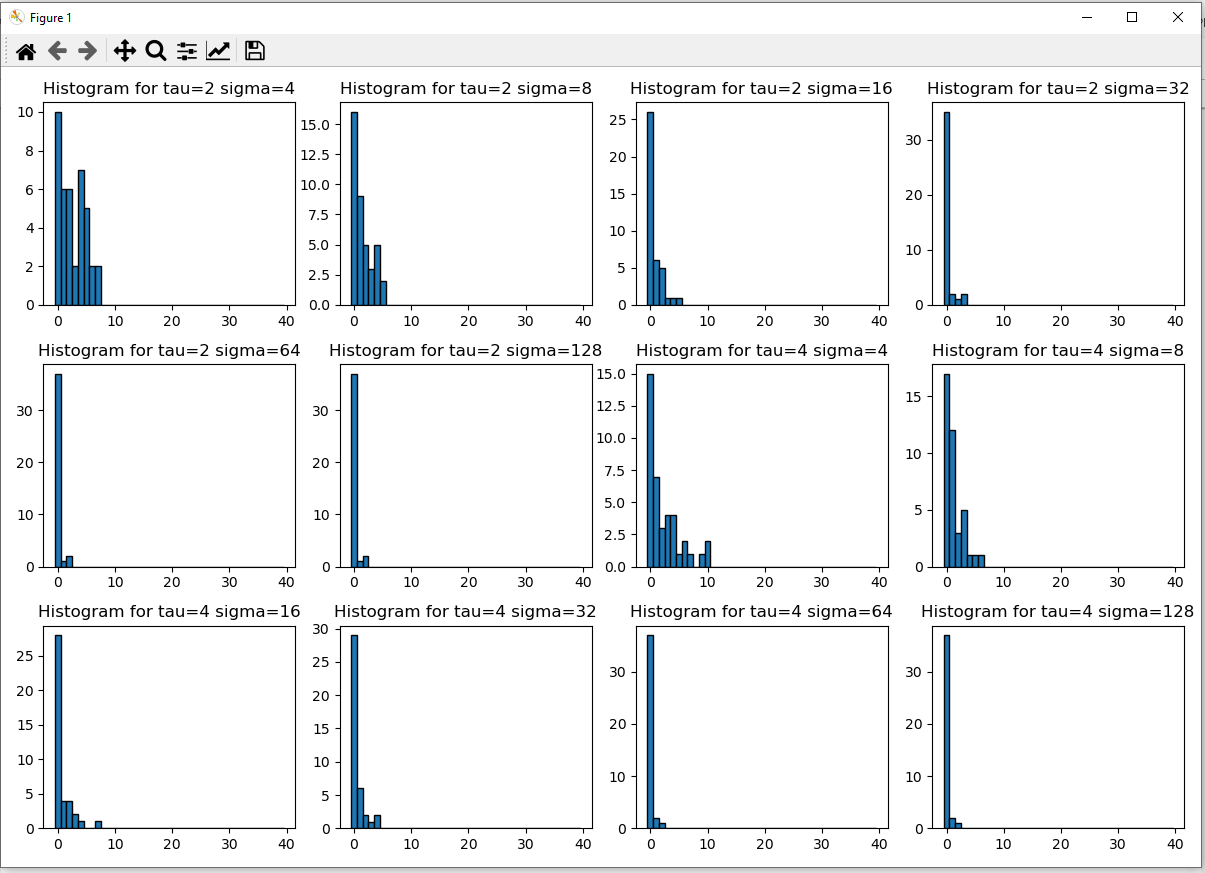 Figure 1
Histogram for tau=2 sigma=4
10
8
6
4
2
0
0 10 20 30 40
Histogram for tau=2 sigma=8
15.0
12.5
10.0
7.5
5.0
2.5
0.0
0 10 20 30 40
Histogram for tau=2 sigma=16
25
20
15
10
5
0
0 10 20 30 40
Histogram for tau=2 sigma=32
30
20
10
0
0 10 20 30 40
Histogram for tau=2 sigma=64
30
20
10
0
0 10 20 30 40
Histogram for tau=2 sigma=128
30
20
10
0
0 10 20 30 40
Histogram for tau=4 sigma=4
15.0
12.5
10.0
7.5
5.0
2.5
0.0
0 10 20 30 40
Histogram for tau=4 sigma=8
15
10
5
0
0 10 20 30 40
Histogram for tau=4 sigma=16
25
20
15
10
5
0
0 10 20 30 40
Histogram for tau=4 sigma=32
30
25
20
15
10
5
0
0 10 20 30 40
Histogram for tau=4 sigma=64
30
20
10
0
0 10 20 30 40
Histogram for tau=4 sigma=128
30
20
10
0
0 10 20 30 40